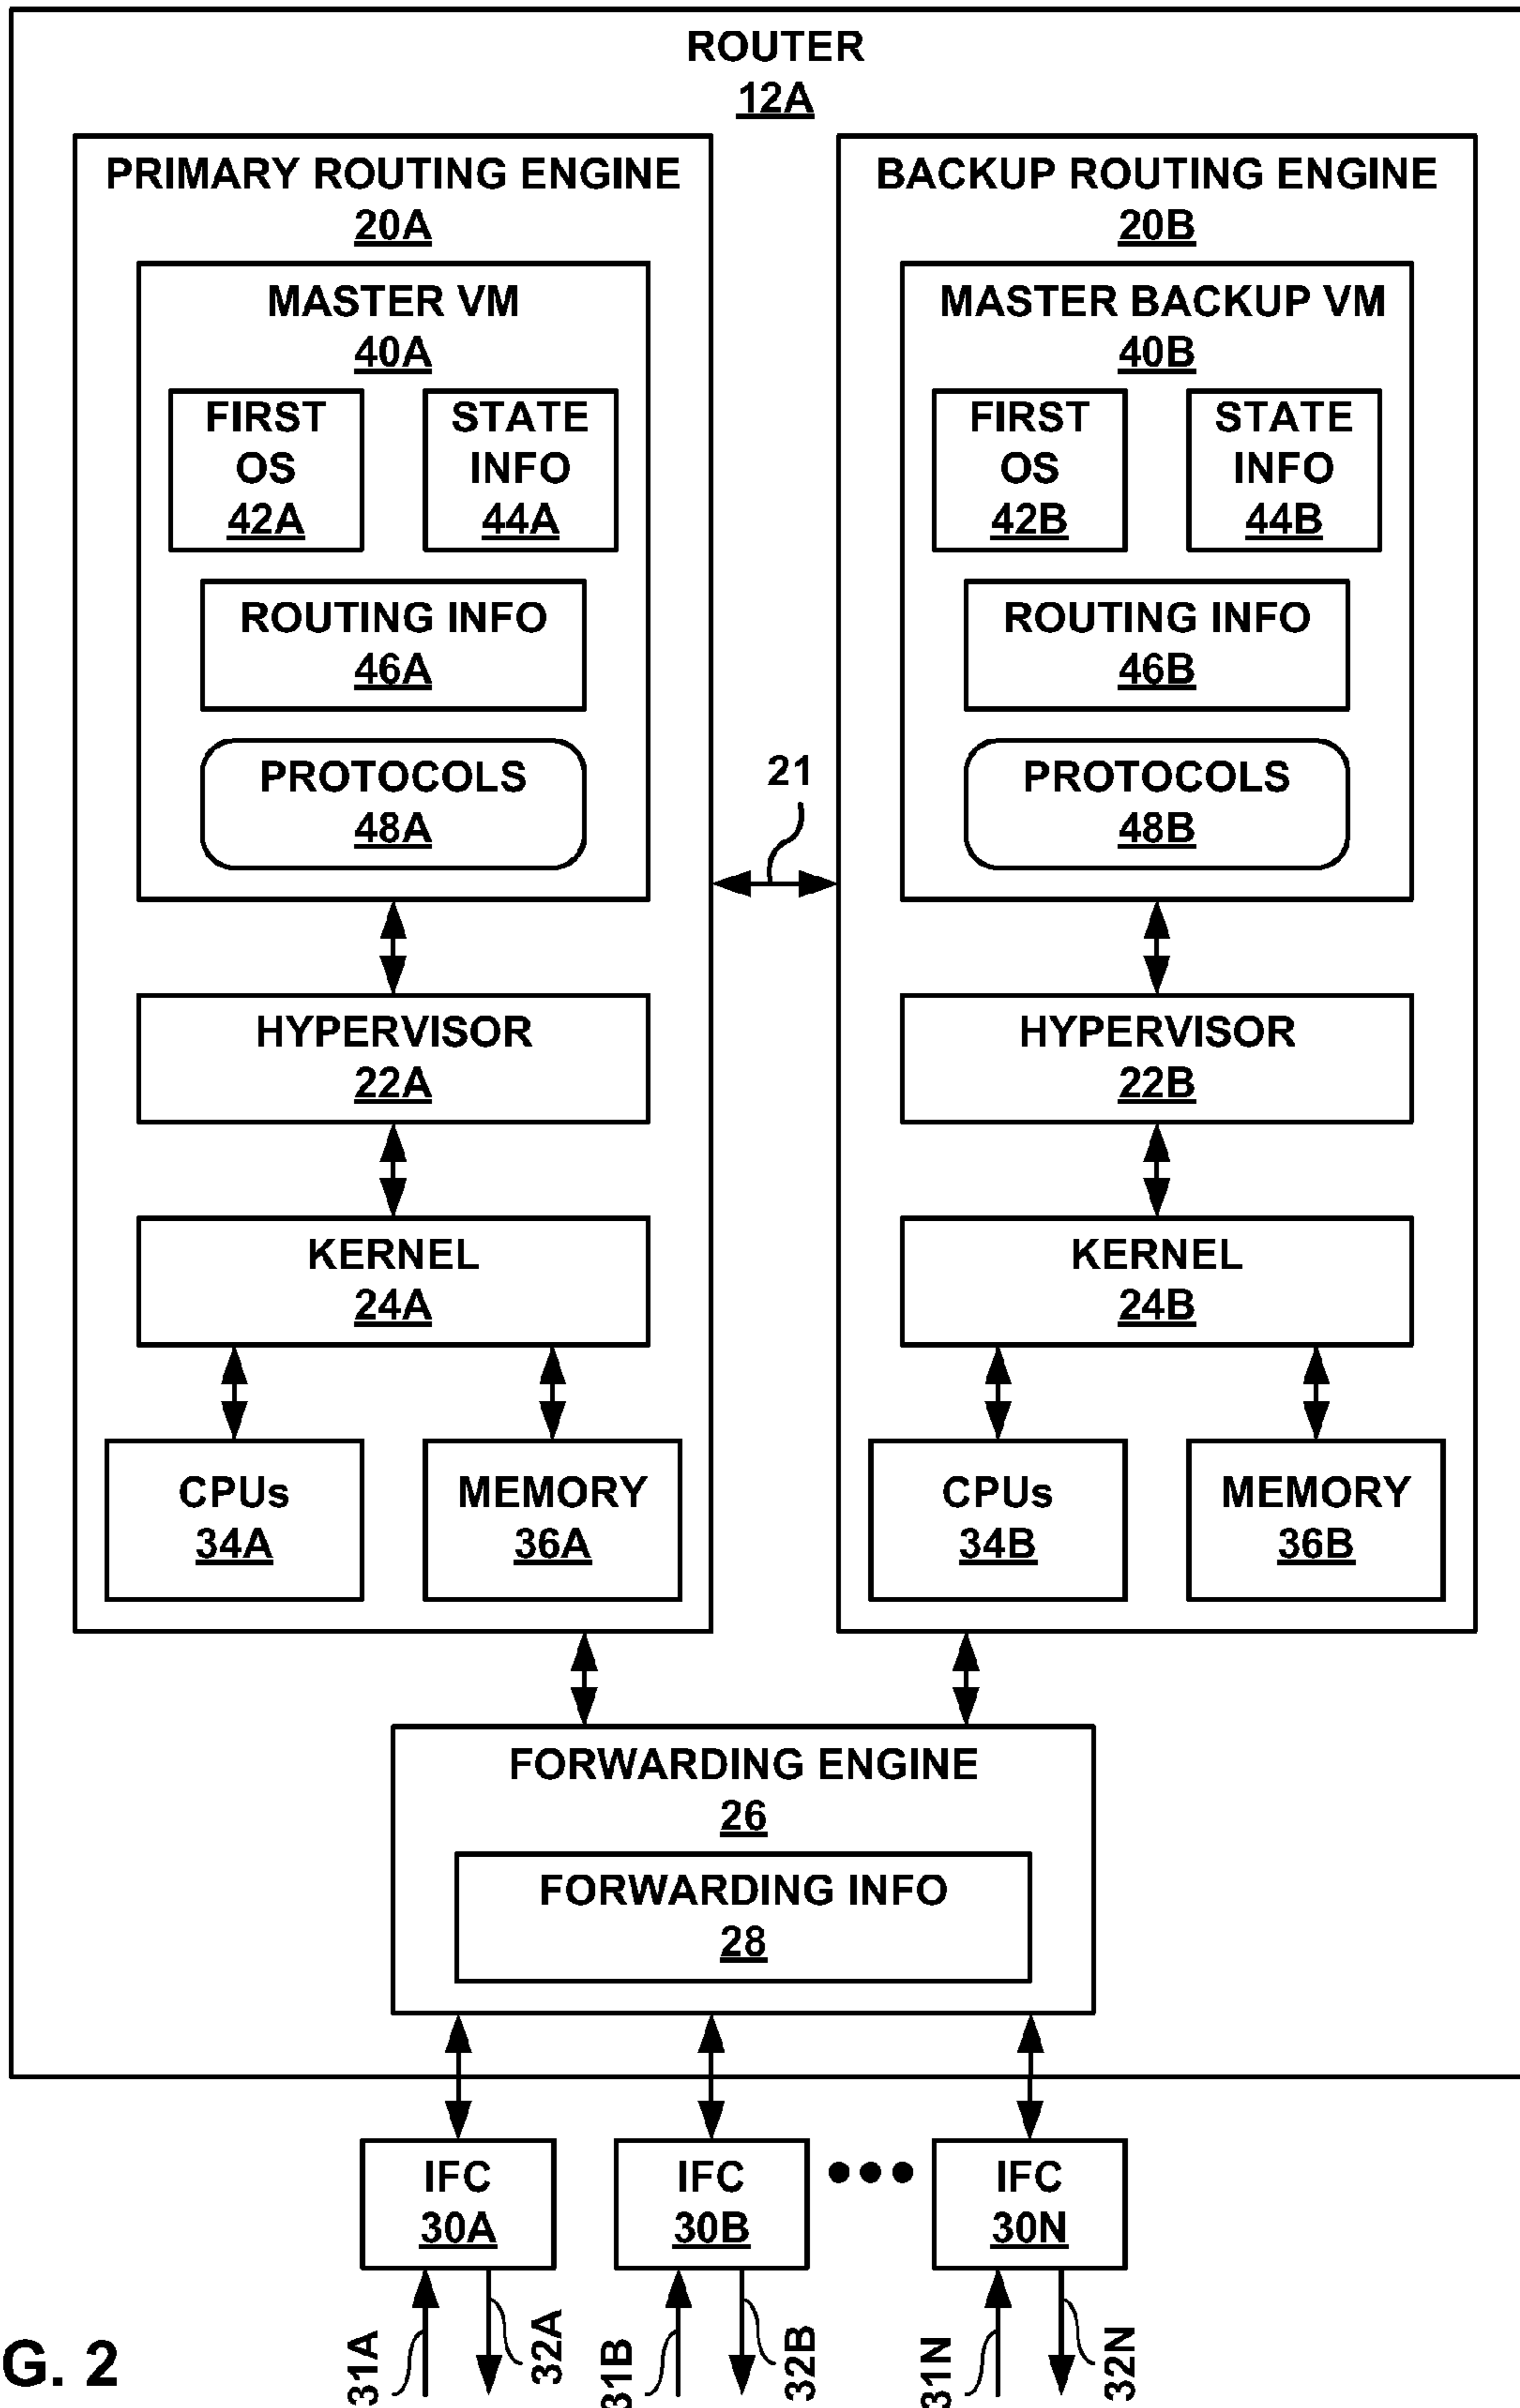 ROUTER
12A
PRIMARY ROUTING ENGINE
20A
MASTER VM
40A
FIRST
OS
42A
STATE
INFO
44A
ROUTING INFO
46A
PROTOCOLS
48A
HYPERVISOR
22A
KERNEL
24A
CPUs
34A
MEMORY
36A
21
BACKUP ROUTING ENGINE
20B
MASTER BACKUP VM
40B
FIRST
OS
42B
STATE
INFO
44B
ROUTING INFO
46B
PROTOCOLS
48B
HYPERVISOR
22B
KERNEL
24B
CPUs
34B
MEMORY
36B
FORWARDING ENGINE
26
FORWARDING INFO
28
IFC
30A
IFC
30B
IFC
30N
31A
32A
31B
32B
31N
32N
G. 2